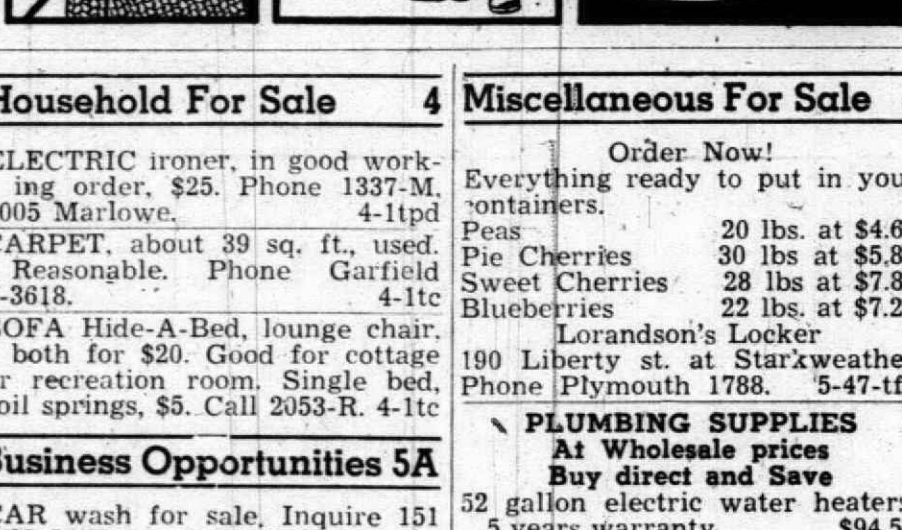 Household For Sale 4
ELECTRIC ironer, in good work-
ing order, $25. Phone 1337-M.
005 Marlowe. 4-1tpd
CARPET, about 39 sq. ft., used.
Reasonable. Phone Garfield
-3618. 4-1tc
SOFA Hide-A-Bed, lounge chair,
both for $20. Good for cottage
r recreation room. Single bed,
oil springs, $5. Call 2053-R. 4-1tc
Business Opportunities 5A
CAR wash for sale, Inquire 151
Miscellaneous For Sale
Order Now!
Everything ready to put in you
containers.
Peas 20 lbs. at $4.6
Pie Cherries 30 lbs at $5.8
Sweet Cherries 28 lbs at $7.8
Blueberries 22 lbs. at $7.2
Lorandson's Locker
190 Liberty st. at Starkweathe
Phone Plymouth 1788. 5-47-tf
PLUMBING SUPPLIES
At Wholesale prices
Buy direct and Save
52 gallon electric water heaters
5 years warranty $94.5